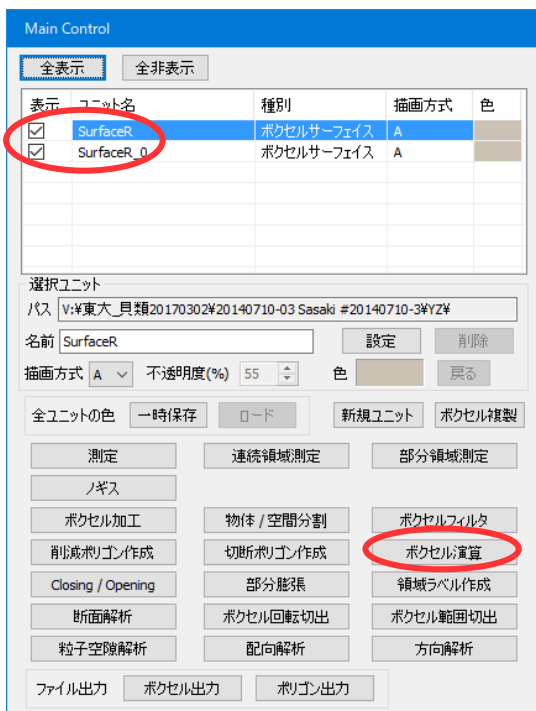 Main Control
全表示 全非表示
表示 ユニット名 種別 描画方式 色
SurfaceR ボクセルサーフェイス A
SurfaceR_0 ボクセルサーフェイス A
選択ユニット
パス V:¥東大_貝類20170302¥20140710-03 Sasaki #20140710-3¥YZ¥
名前 SurfaceR 設定 削除
描画方式 A 不透明度(%) 55 色 戻る
全ユニットの色 一時保存 ロード 新規ユニット ボクセル複製
測定 連続領域測定 部分領域測定
ノギス
ボクセル加工 物体 / 空間分割 ボクセルフィルタ
削減ポリゴン作成 切断ポリゴン作成 ボクセル演算
Closing / Opening 部分膨張 領域ラベル作成
断面解析 ボクセル回転切出 ボクセル範囲切出
粒子空隙解析 配向解析 方向解析
ファイル出力 ボクセル出力 ポリゴン出力